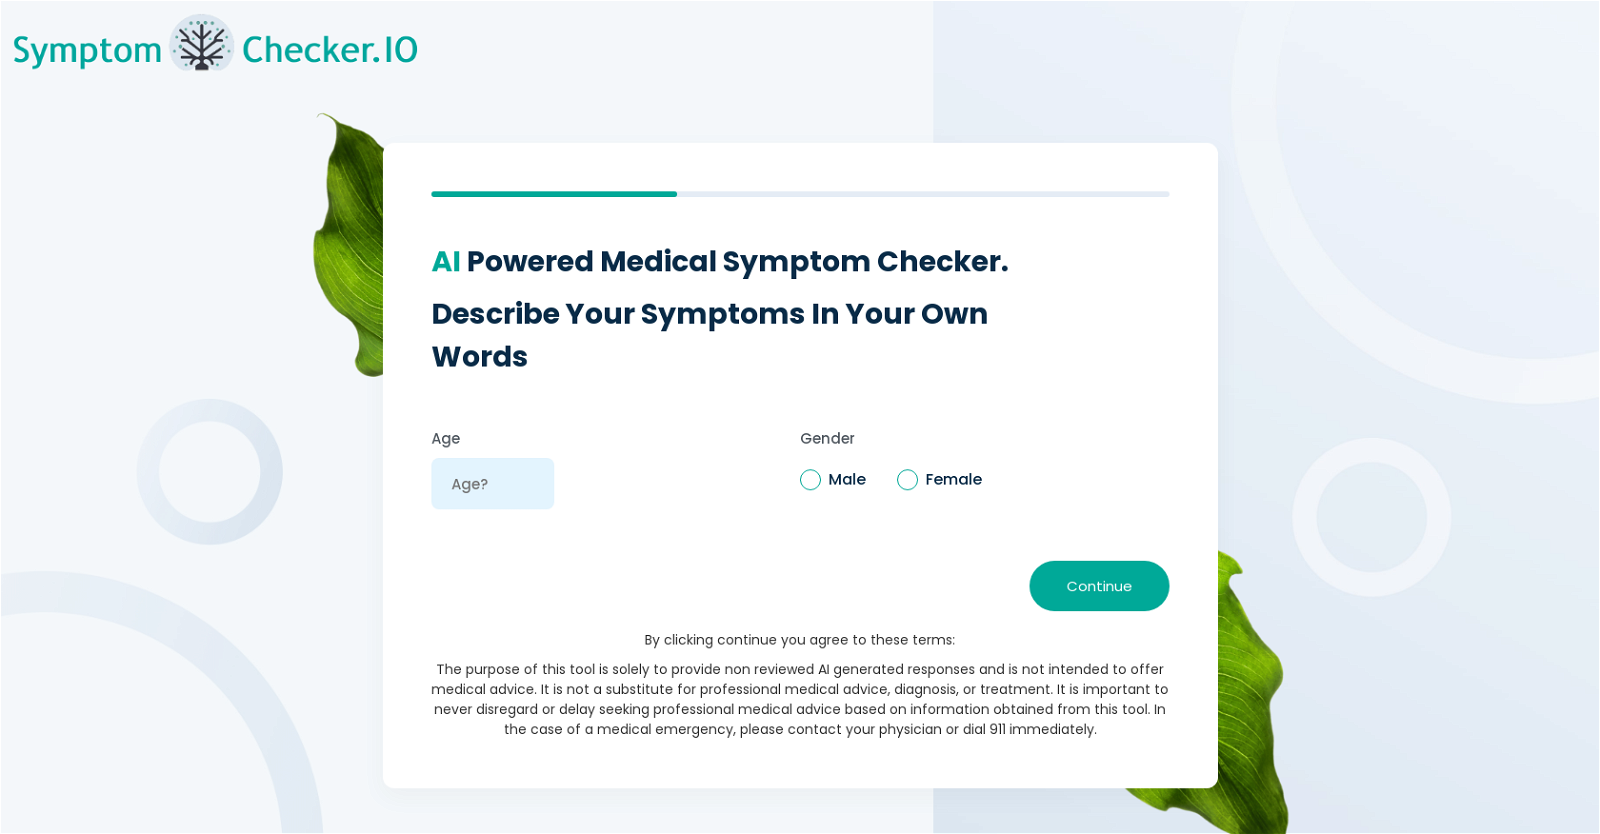 Symptom Checker.IO
AI Powered Medical Symptom Checker.
Describe Your Symptoms In Your Own
Words
Age
Gender
Age?
Male
Female
Continue
By clicking continue you agree to these terms:
The purpose of this tool is solely to provide non reviewed AI generated responses and is not intended to offer
medical advice. It is not a substitute for professional medical advice, diagnosis, or treatment. It is important to
never disregard or delay seeking professional medical advice based on information obtained from this tool. In
the case of a medical emergency, please contact your physician or dial 911 immediately.